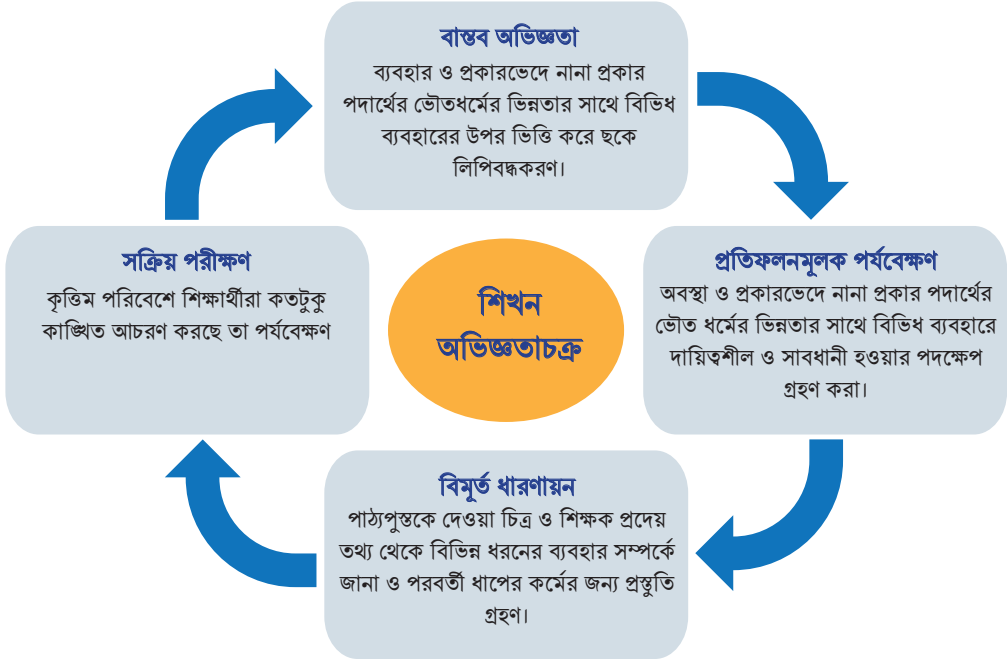 বাস্তব অভিজ্ঞতা
ব্যবহার ও প্রকারভেদে নানা প্রকার
পদার্থের ভৌতধর্মের ভিন্নতার সাথে বিভিধ
ব্যবহারের উপর ভিত্তি করে ছকে
লিপিবদ্ধকরণ।
প্রতিফলনমূলক পর্যবেক্ষণ
অবস্থা ও প্রকারভেদে নানা প্রকার পদার্থের
ভৌত ধর্মের ভিন্নতার সাথে বিভিধ ব্যবহারে
দায়িত্বশীল ও সাবধানী হওয়ার পদক্ষেপ
গ্রহণ করা।
বিমূর্ত ধারণায়ন
পাঠ্যপুস্তকে দেওয়া চিত্র ও শিক্ষক প্রদেয়
তথ্য থেকে বিভিন্ন ধরনের ব্যবহার সম্পর্কে
জানা ও পরবর্তী ধাপের কর্মের জন্য প্রস্তুতি
গ্রহণ।
সক্রিয় পরীক্ষণ
কৃত্তিম পরিবেশে শিক্ষার্থীরা কতটুকু
কাঙ্খিত আচরণ করছে তা পর্যবেক্ষণ
শিখন
অভিজ্ঞতাচক্র